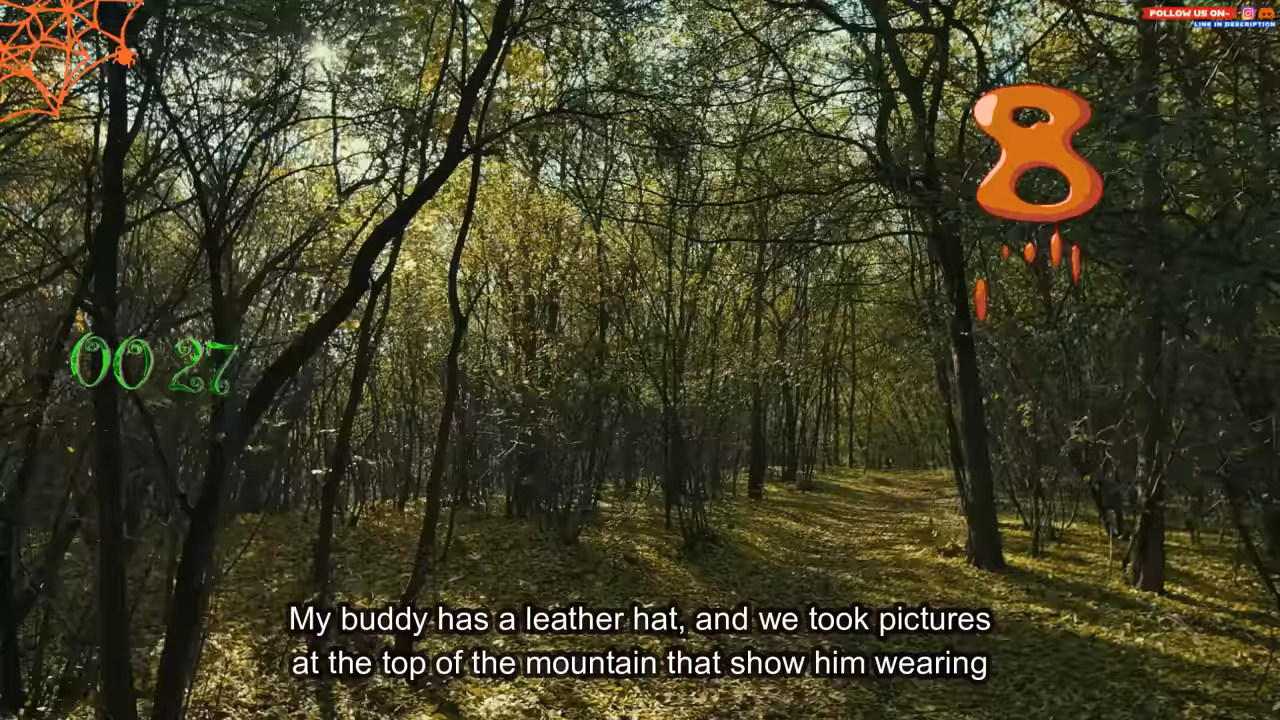 FOLLOW US ON-
LINK IN DESCRIPTION
8
00 27
My buddy has a leather hat, and we took pictures
at the top of the mountain that show him wearing